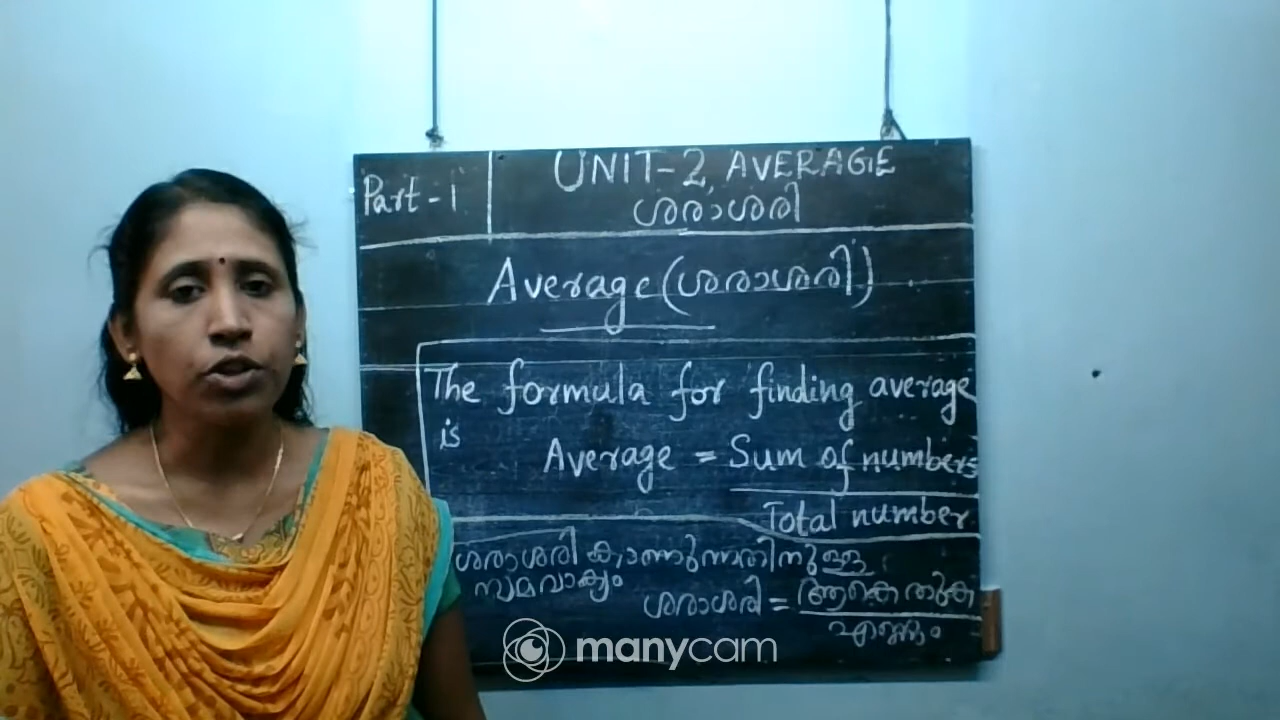 Part-1
UNIT-2, AVERAGE
ശരാശരി
Average (ശരാശരി)
The formula for finding average
is
Average = Sum of numbers
Total number
ശരാശരി കാണുന്നതിനുള്ള
സൂമവാക്യം
ശരാശരി = ആകെ തുക
എണ്ണം
manycam